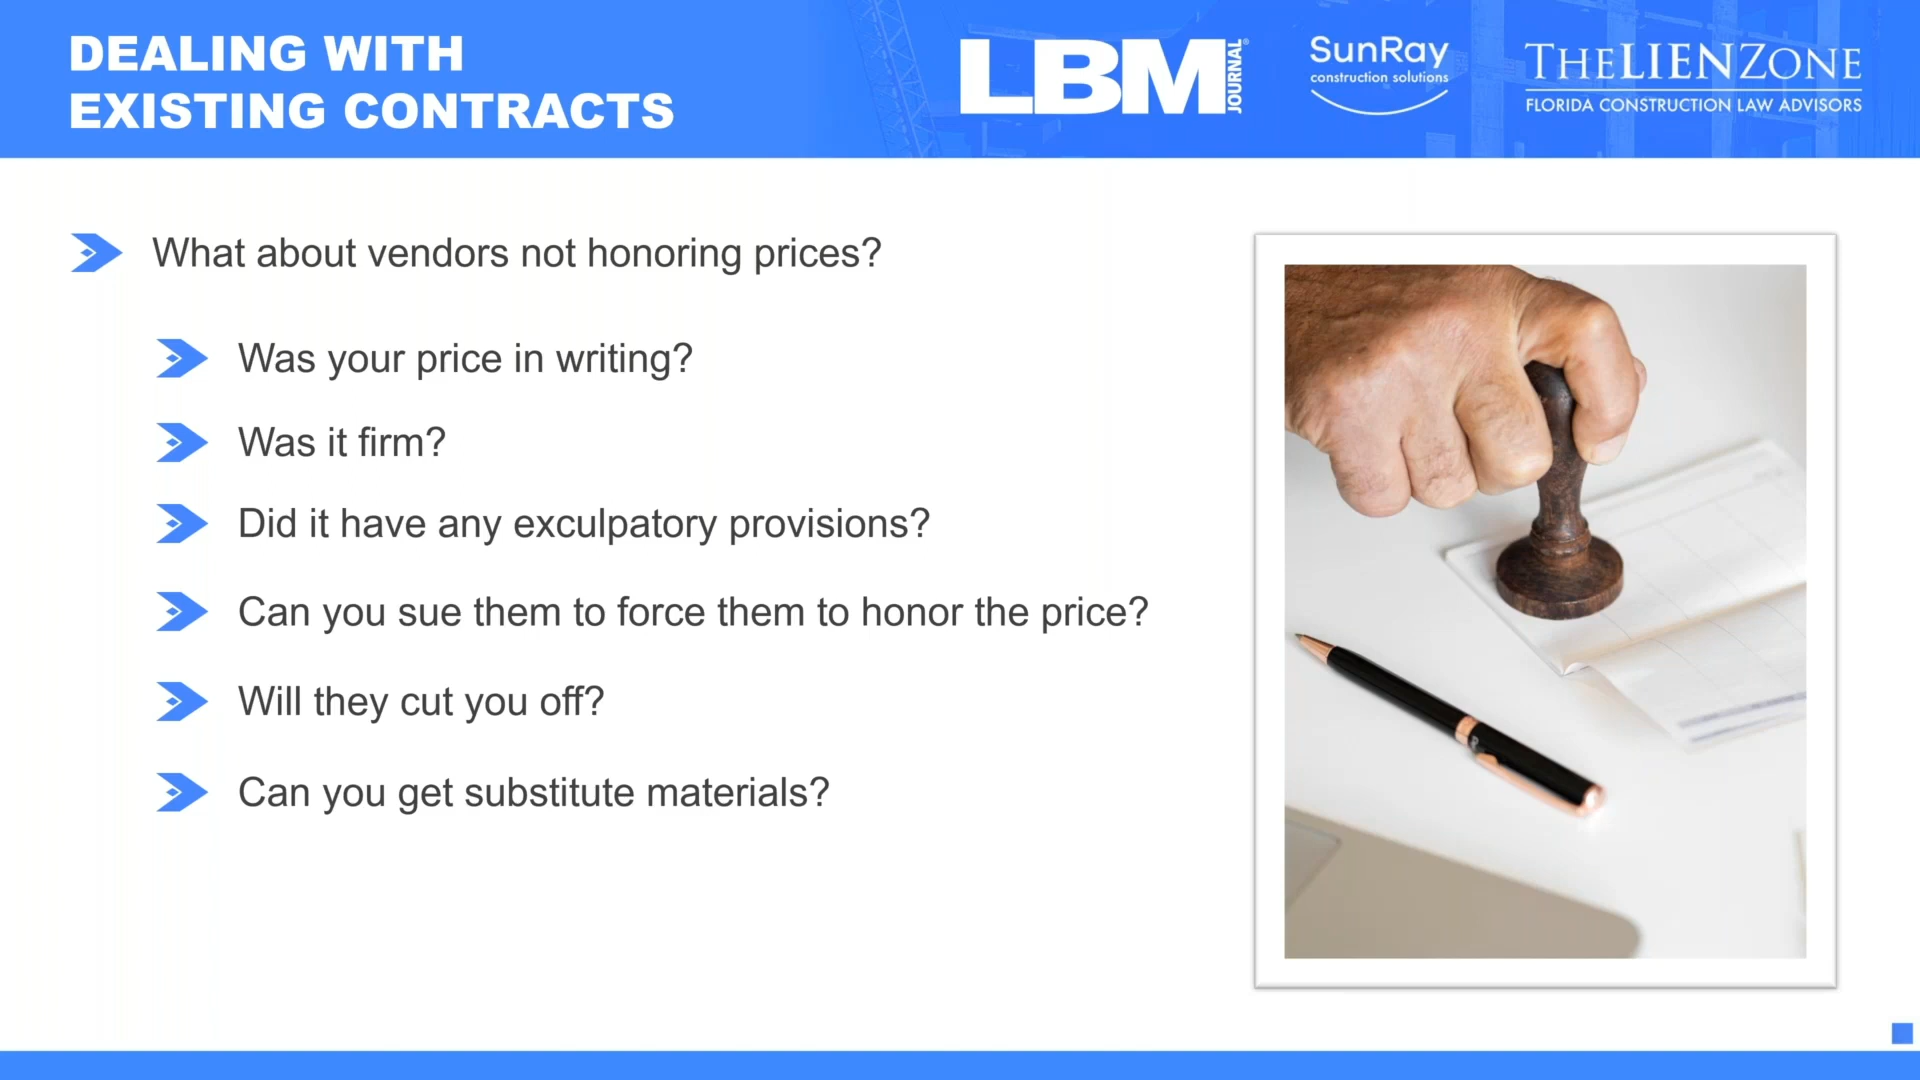 DEALING WITH
EXISTING CONTRACTS
LBM
JOURNAL®
SunRay
construction solutions
THELIENZONE
FLORIDA CONSTRUCTION LAW ADVISORS
What about vendors not honoring prices?
Was your price in writing?
Was it firm?
Did it have any exculpatory provisions?
Can you sue them to force them to honor the price?
Will they cut you off?
Can you get substitute materials?